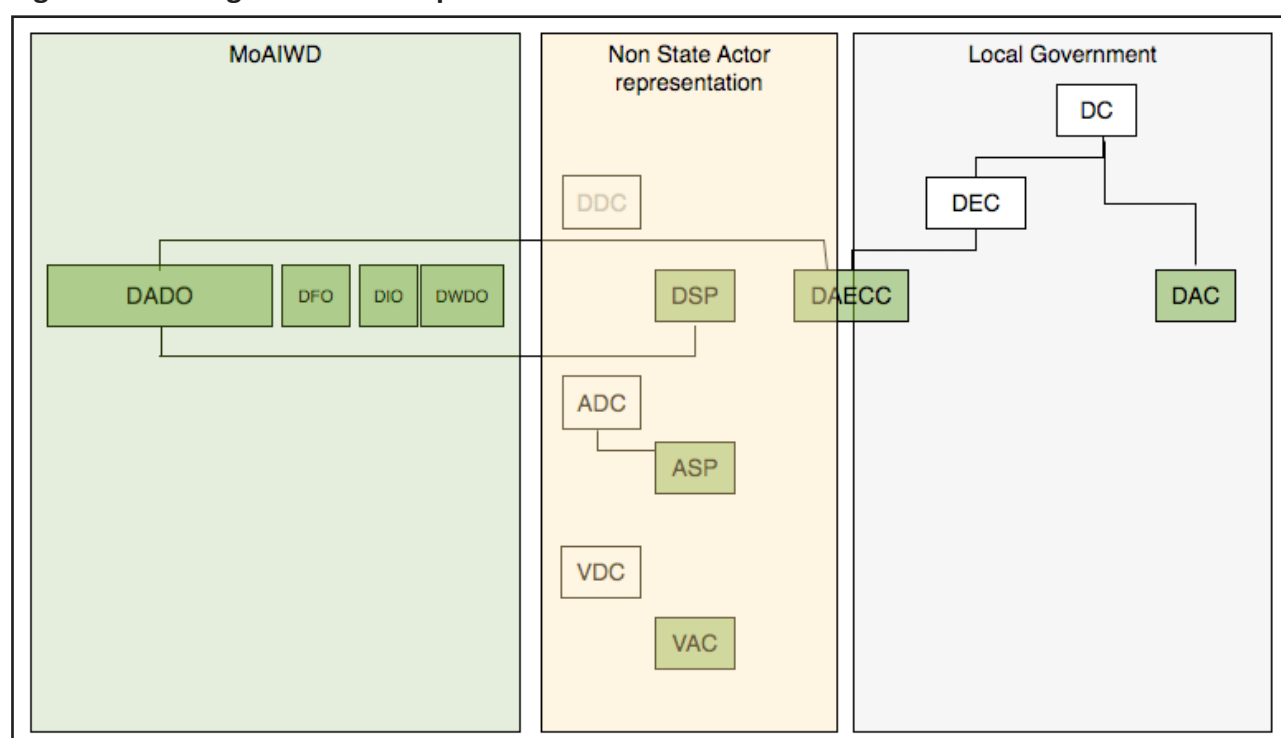 MoAIWD
Non State Actor
representation
Local Government
DC
DDC
DEC
DADO
DFO
DIO
DWDO
DSP
DAECC
DAC
ADC
ASP
VDC
VAC